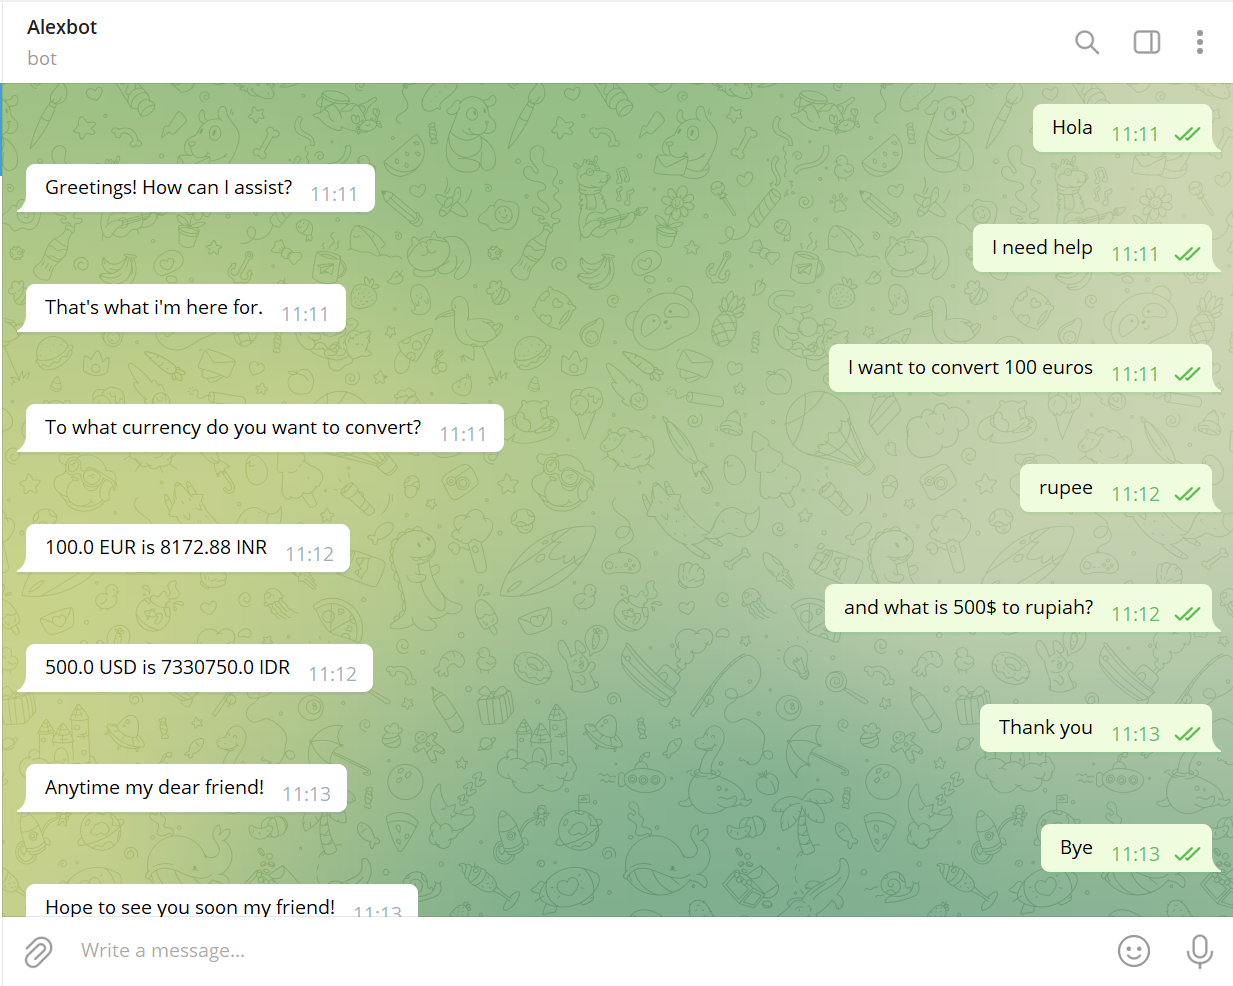 Alexbot
bot
Hola 11:11
Greetings! How can I assist? 11:11
I need help 11:11
That's what i'm here for. 11:11
I want to convert 100 euros 11:11
To what currency do you want to convert? 11:11
rupee 11:12
100.0 EUR is 8172.88 INR 11:12
and what is 500$ to rupiah? 11:12
500.0 USD is 7330750.0 IDR 11:12
Thank you 11:13
Anytime my dear friend! 11:13
Bye 11:13
Hope to see you soon my friend! 11:13
Write a message...